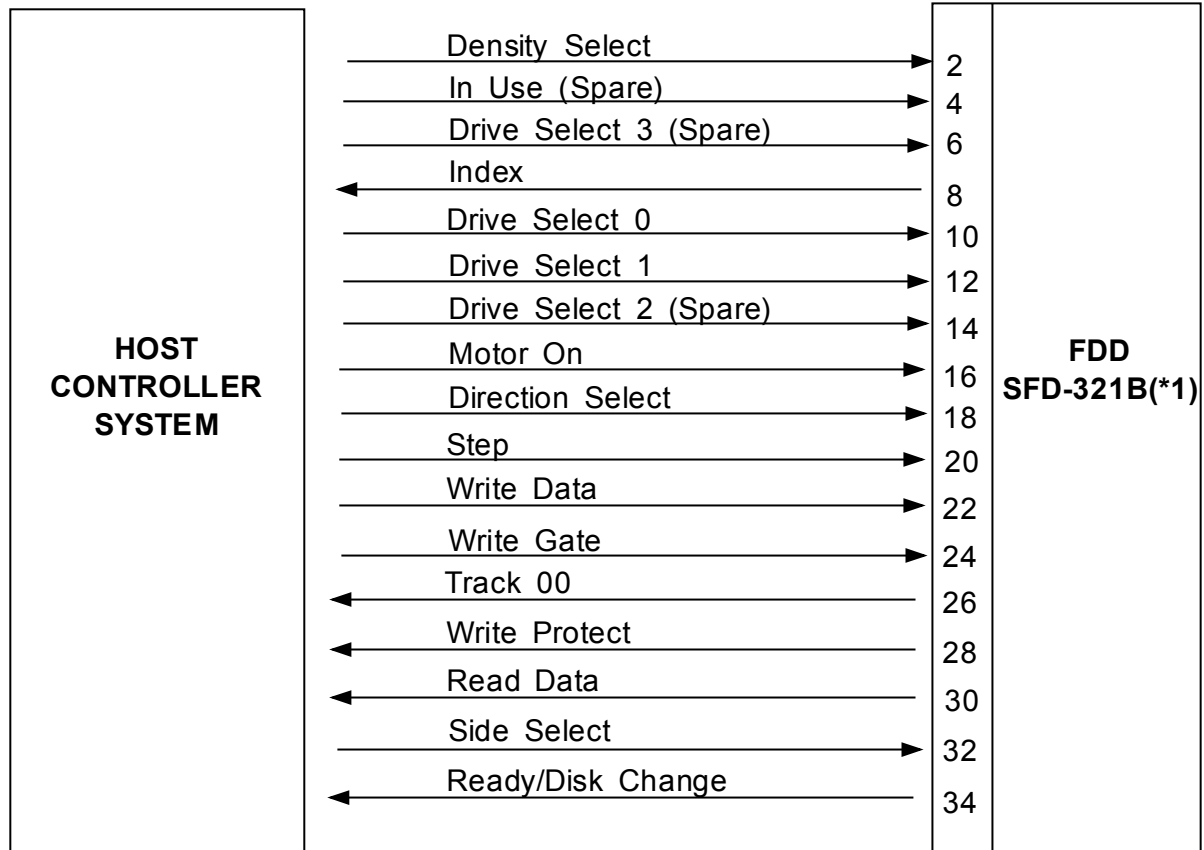 HOST
CONTROLLER
SYSTEM
Density Select 2
In Use (Spare) 4
Drive Select 3 (Spare) 6
Index 8
Drive Select 0 10
Drive Select 1 12
Drive Select 2 (Spare) 14
Motor On 16
Direction Select 18
Step 20
Write Data 22
Write Gate 24
Track 00 26
Write Protect 28
Read Data 30
Side Select 32
Ready/Disk Change 34
FDD
SFD-321B(*1)